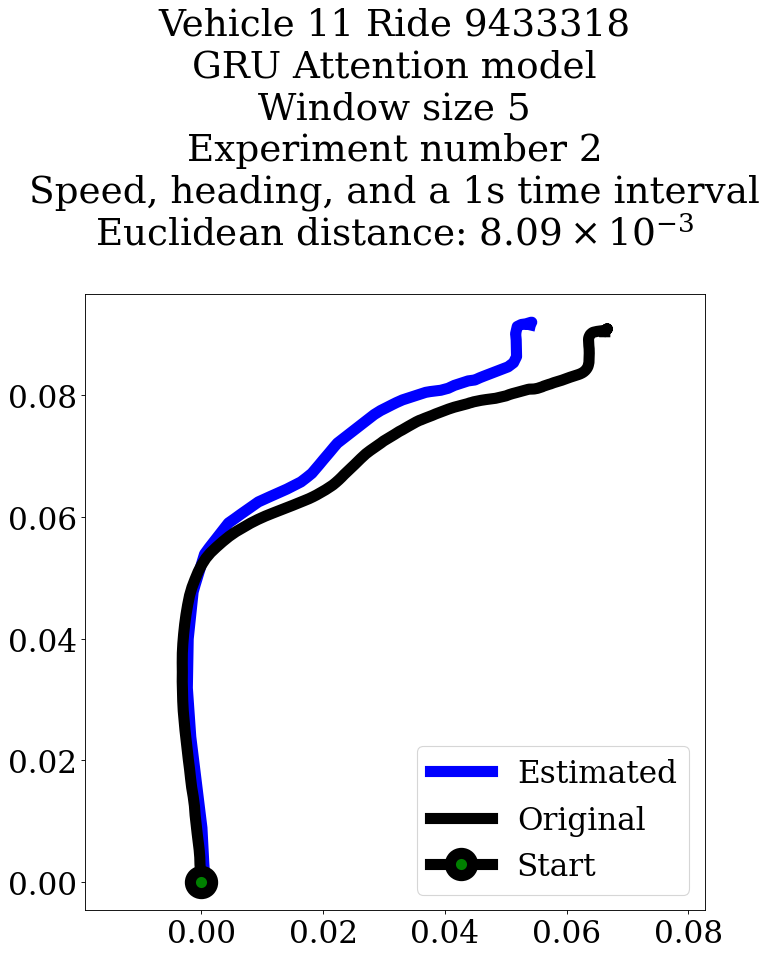 Vehicle 11 Ride 9433318
GRU Attention model
Window size 5
Experiment number 2
Speed, heading, and a 1s time interval
Euclidean distance: 8.09 × 10⁻³
0.08
0.06
0.04
0.02
0.00
Estimated
Original
Start
0.00 0.02 0.04 0.06 0.08